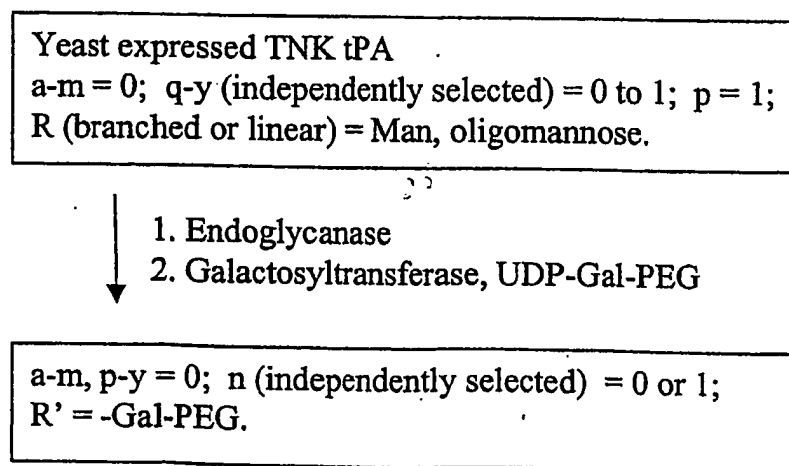 Yeast expressed TNK tPA
a-m = 0; q-y (independently selected) = 0 to 1; p = 1;
R (branched or linear) = Man, oligomannose.
1. Endoglycanase
2. Galactosyltransferase, UDP-Gal-PEG
a-m, p-y = 0; n (independently selected) = 0 or 1;
R' = -Gal-PEG.